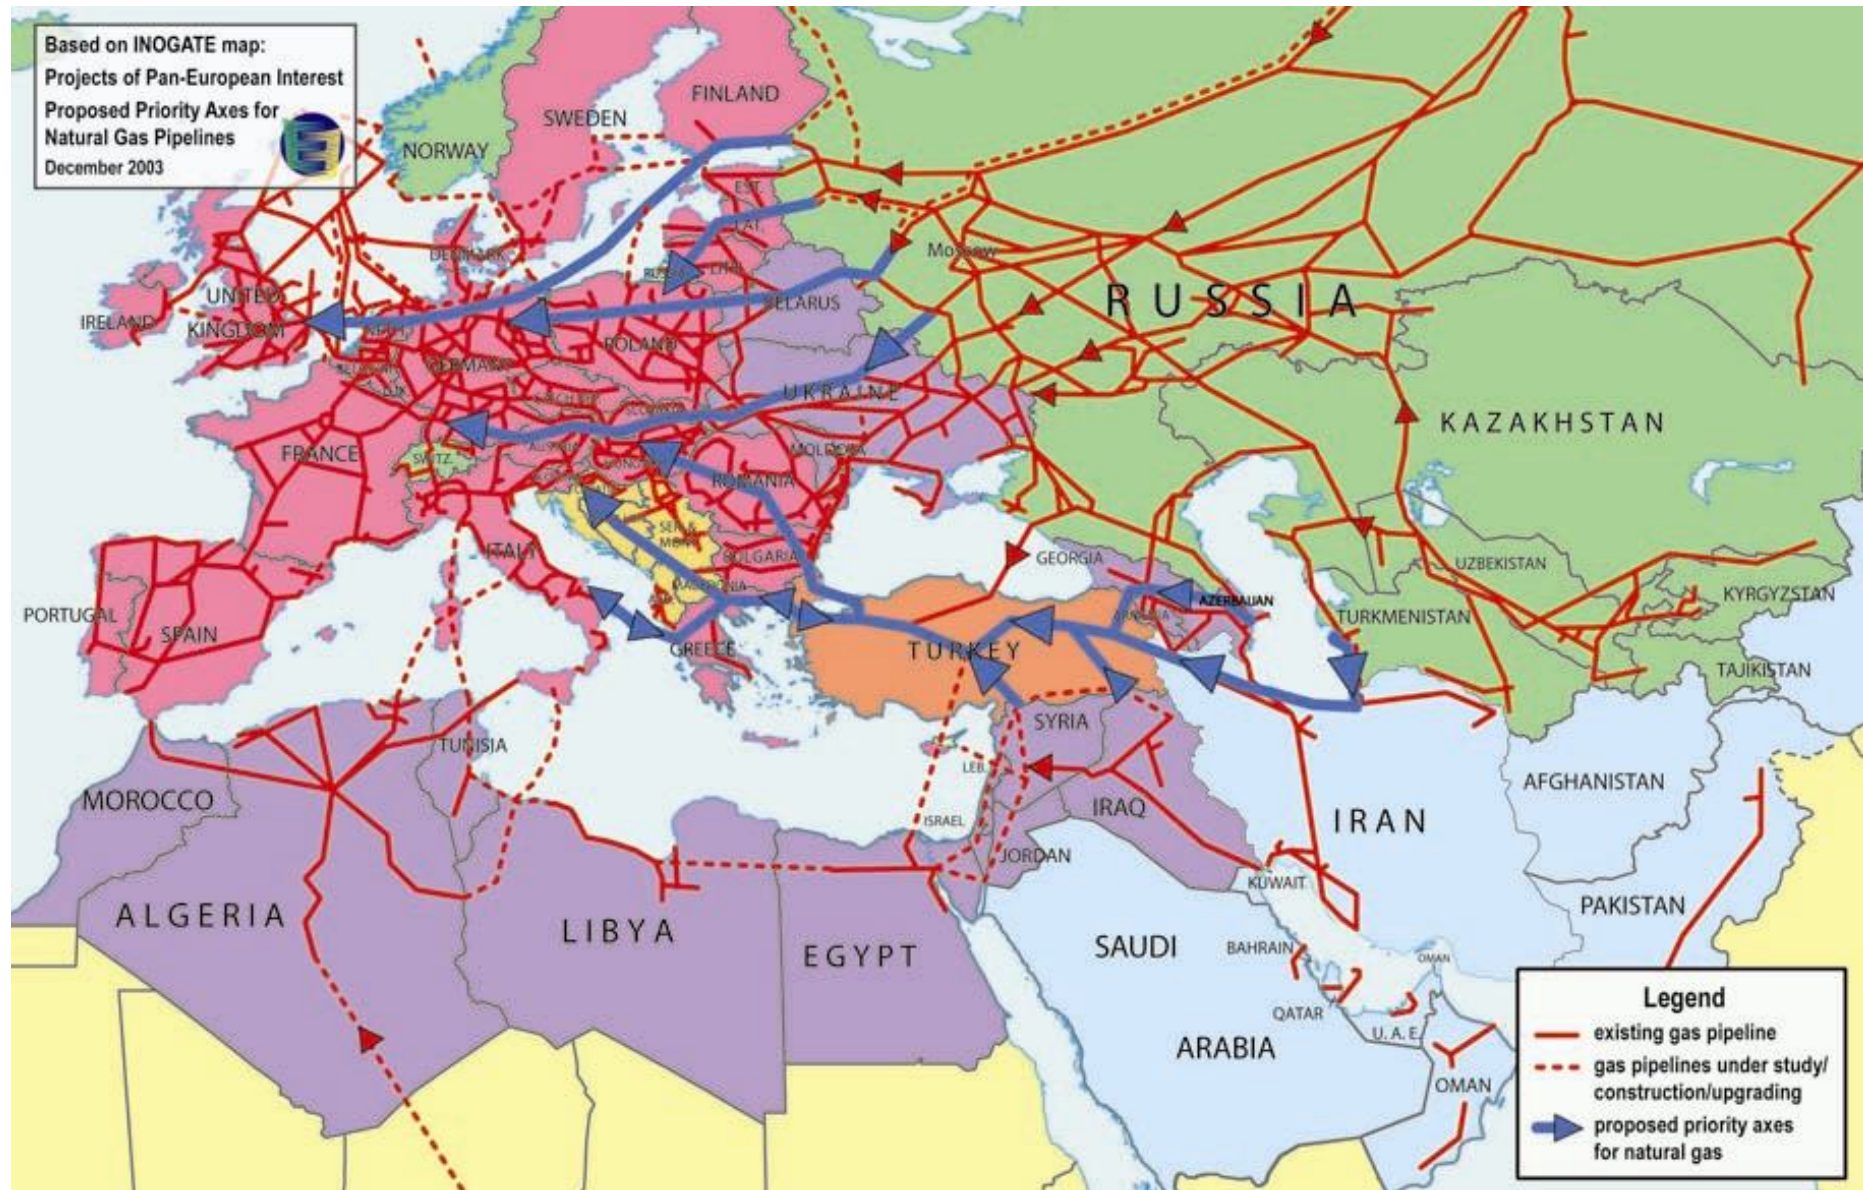 Based on INOGATE map:
Projects of Pan-European Interest
Proposed Priority Axes for
Natural Gas Pipelines
December 2003
FINLAND
SWEDEN
NORWAY
EST.
LAT.
DENMARK
LITH.
Moscow
RUSSIA
UNITED
KINGDOM
IRELAND
BELARUS
POLAND
GERMANY
UKRAINE
KAZAKHSTAN
FRANCE
SWITZ.
AUSTRIA
MOLDOVA
ROMANIA
SER. &
MON.
ITALY
BULGARIA
MACEDONIA
GEORGIA
UZBEKISTAN
KYRGYZSTAN
AZERBAIJAN
TURKMENISTAN
PORTUGAL
SPAIN
GREECE
TURKEY
TAJIKISTAN
SYRIA
TUNISIA
LEB.
AFGHANISTAN
MOROCCO
IRAQ
IRAN
ISRAEL
JORDAN
KUWAIT
PAKISTAN
ALGERIA
LIBYA
EGYPT
SAUDI
ARABIA
BAHRAIN
OMAN
QATAR
U. A. E.
OMAN
Legend
existing gas pipeline
gas pipelines under study/
construction/upgrading
proposed priority axes
for natural gas